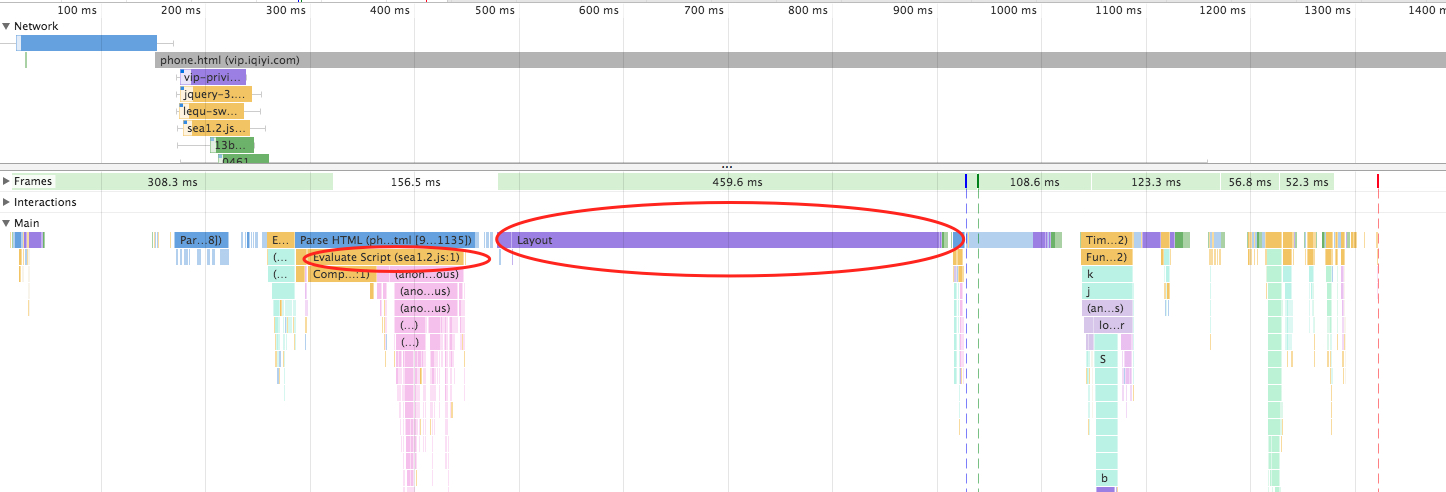 100 ms 200 ms 300 ms 400 ms 500 ms 600 ms 700 ms 800 ms 900 ms 1000 ms 1100 ms 1200 ms 1300 ms 1400 m
Network
phone.html (vip.iqiyi.com)
vip-privi...
jquery-3....
lequ-sw...
sea1.2.js...
13b...
0461
...
Frames 308.3 ms 156.5 ms 459.6 ms 108.6 ms 123.3 ms 56.8 ms 52.3 ms
Interactions
Main
Par...8]) E... Parse HTML (ph...tml [9...1135]) Layout Tim...2)
(... Evaluate Script (sea1.2.js:1) Fun...2)
(... Comp....1) (anon...ous) k
(ano...us) j
(ano...us) (an...s)
(...) lo...r
(...)
S
b